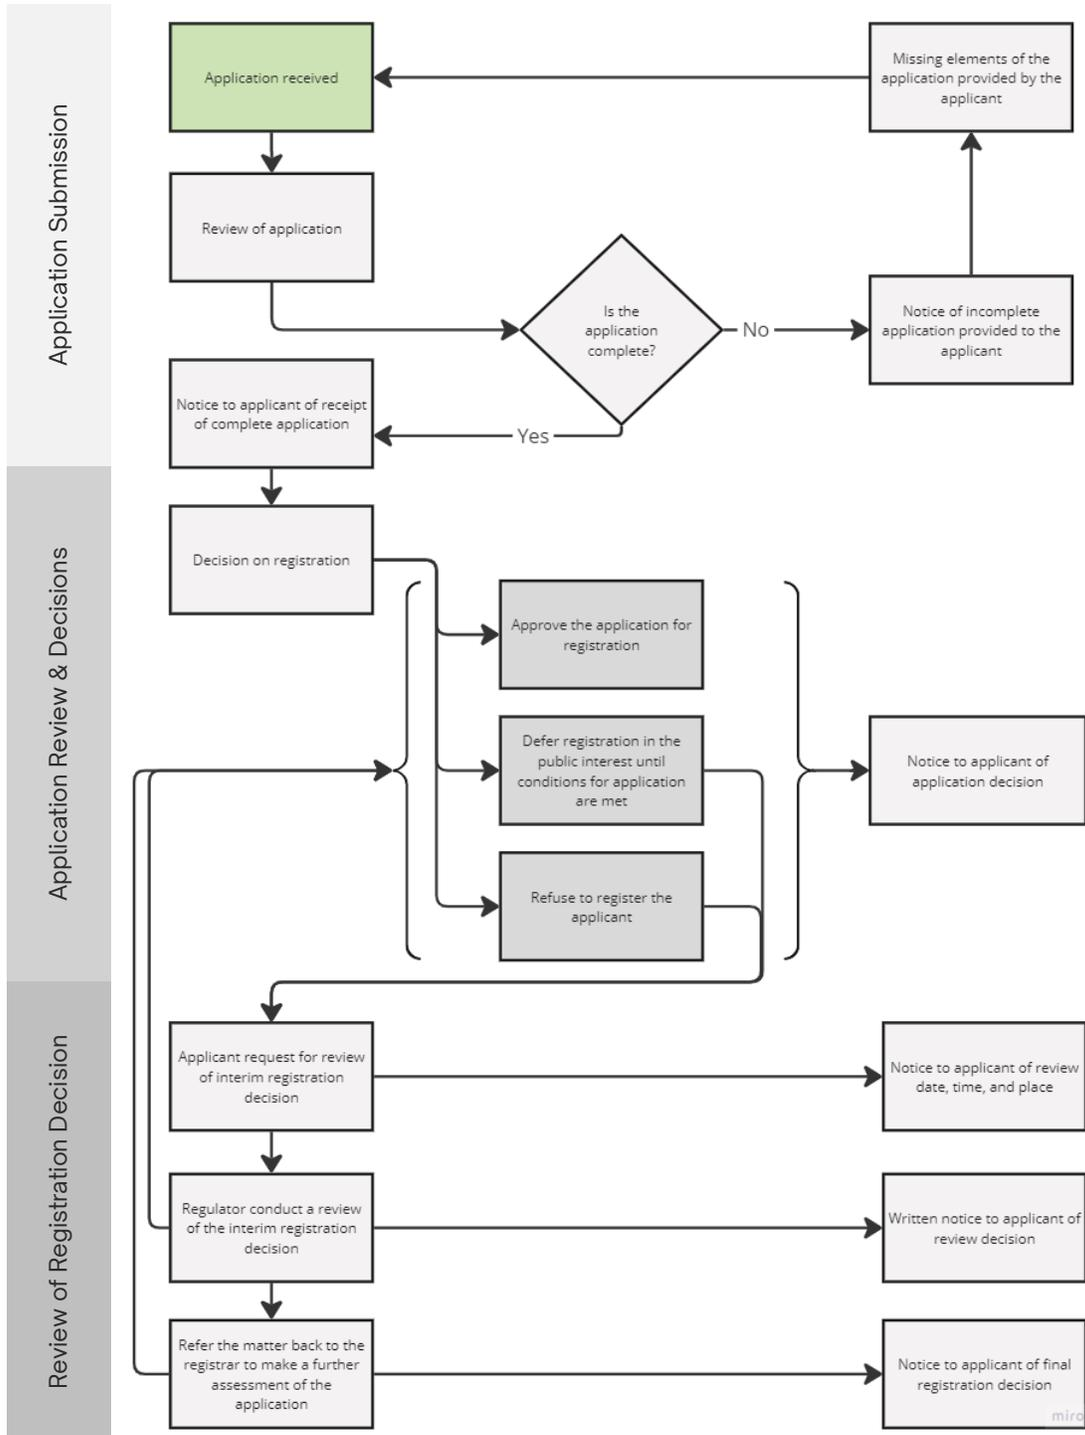 Application Submission
Application received
Missing elements of the
application provided by the
applicant
Review of application
Is the
application
complete?
No
Notice of incomplete
application provided to the
applicant
Notice to applicant of receipt
of complete application
Yes
Application Review & Decisions
Decision on registration
Approve the application for
registration
Defer registration in the
public interest until
conditions for application
are met
Notice to applicant of
application decision
Refuse to register the
applicant
Review of Registration Decision
Applicant request for review
of interim registration
decision
Notice to applicant of review
date, time, and place
Regulator conduct a review
of the interim registration
decision
Written notice to applicant of
review decision
Refer the matter back to the
registrar to make a further
assessment of the
application
Notice to applicant of final
registration decision
miro